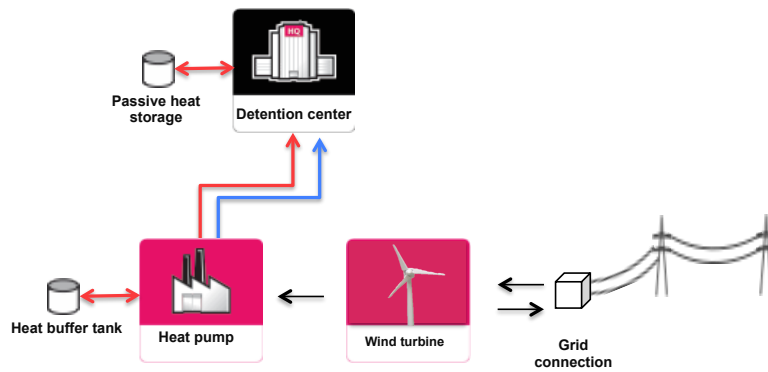 HQ
Passive heat
storage
Detention center
Heat buffer tank
Heat pump
Wind turbine
Grid
connection